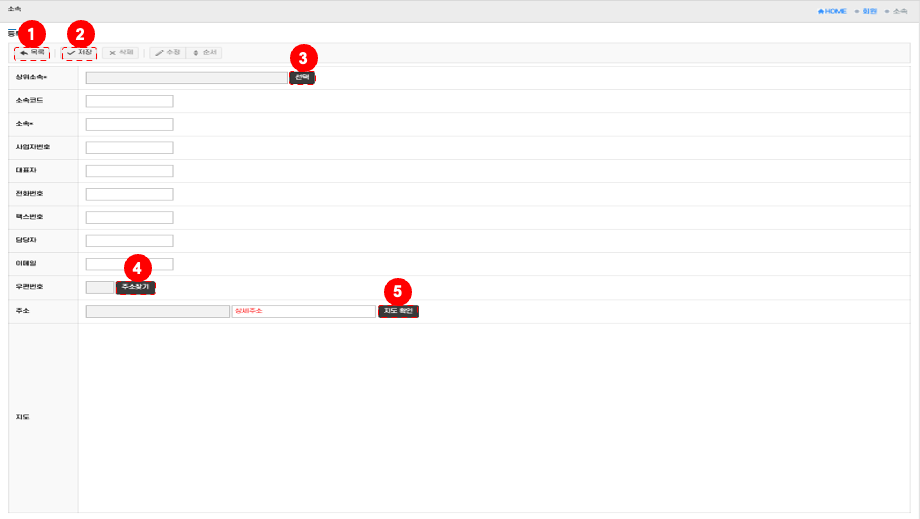 소속
HOME 회원 소속
1 2
목록 저장 삭제 수정 순서
3
상위소속* 선택
소속코드
소속*
사업자번호
대표자
전화번호
팩스번호
담당자
이메일
4
우편번호 주소찾기
5
주소 상세주소 지도 확인
지도